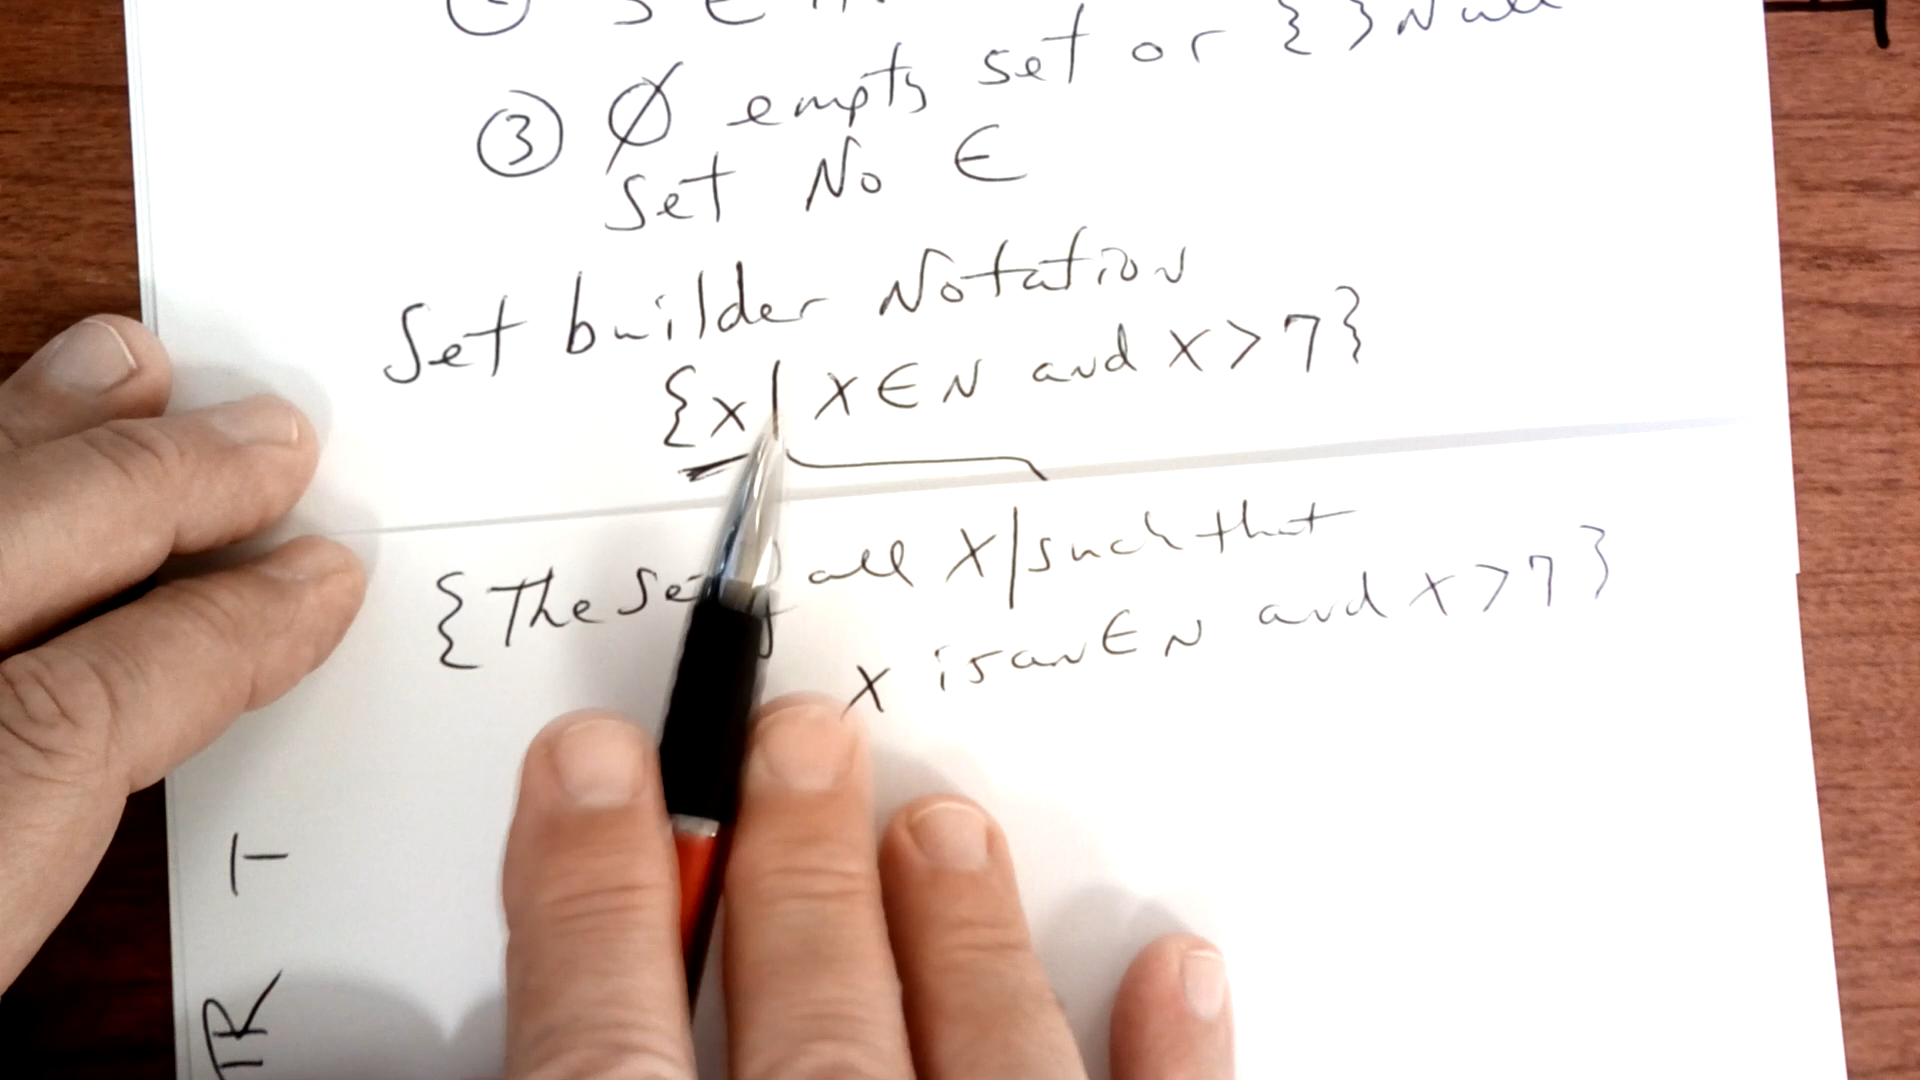 ③ ∅ empty set or { } Null
Set No ∈
Set builder Notation
{x | x ∈ N and x > 7}
{The Set of all x / such that
x is an ∈ N and x > 7}